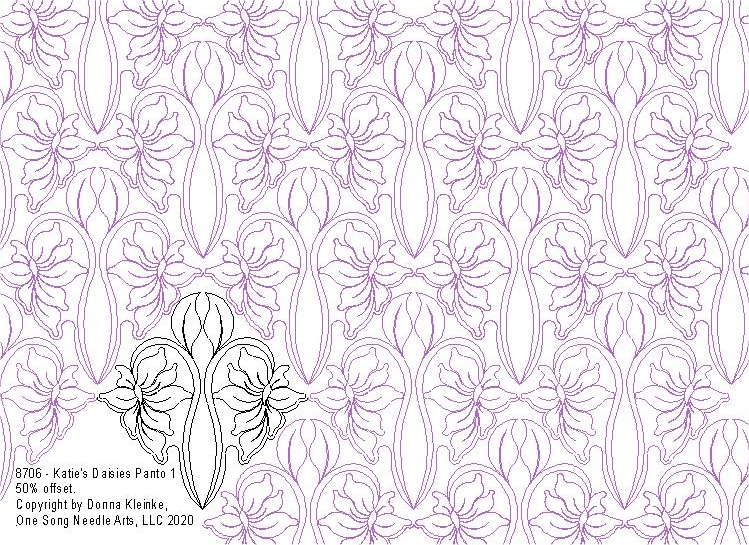 8706 - Katie's Daisies Panto 1
50% offset.
Copyright by Donna Kleinke,
One Song Needle Arts, LLC 2020